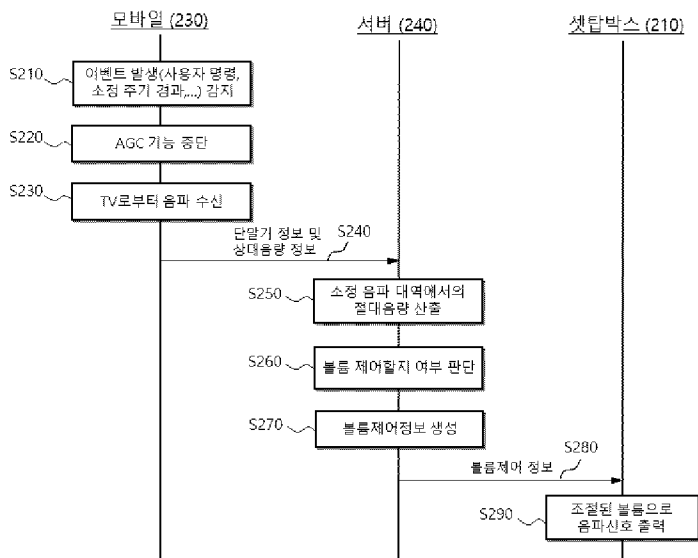 모바일 (230)
서버 (240)
셋탑박스 (210)
S210
이벤트 발생(사용자 명령,
소정 주기 경과,...) 감지
S220
AGC 기능 중단
S230
TV로부터 음파 수신
단말기 정보 및
상대음량 정보
S240
S250
소정 음파 대역에서의
절대음량 산출
S260
볼륨 제어할지 여부 판단
S270
볼륨제어정보 생성
S280
볼륨제어 정보
S290
조절된 볼륨으로
음파신호 출력